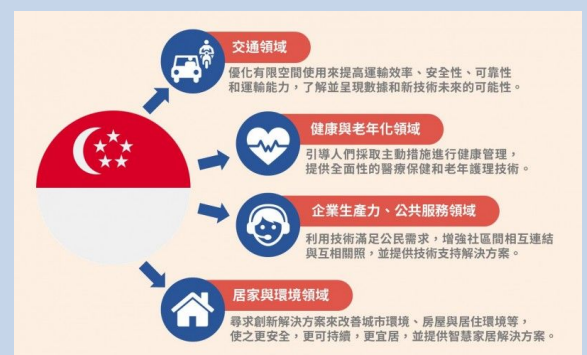 交通領域
優化有限空間使用來提高運輸效率、安全性、可靠性
和運輸能力，了解並呈現數據和新技術未來的可能性。
健康與老年化領域
引導人們採取主動措施進行健康管理，
提供全面性的醫療保健和老年護理技術。
企業生產力、公共服務領域
利用技術滿足公民需求，增強社區間相互連結
與互相關照，並提供技術支持解決方案。
居家與環境領域
尋求創新解決方案來改善城市環境、房屋與居住環境等，
使之更安全，更可持續，更宜居，並提供智慧家居解決方案。